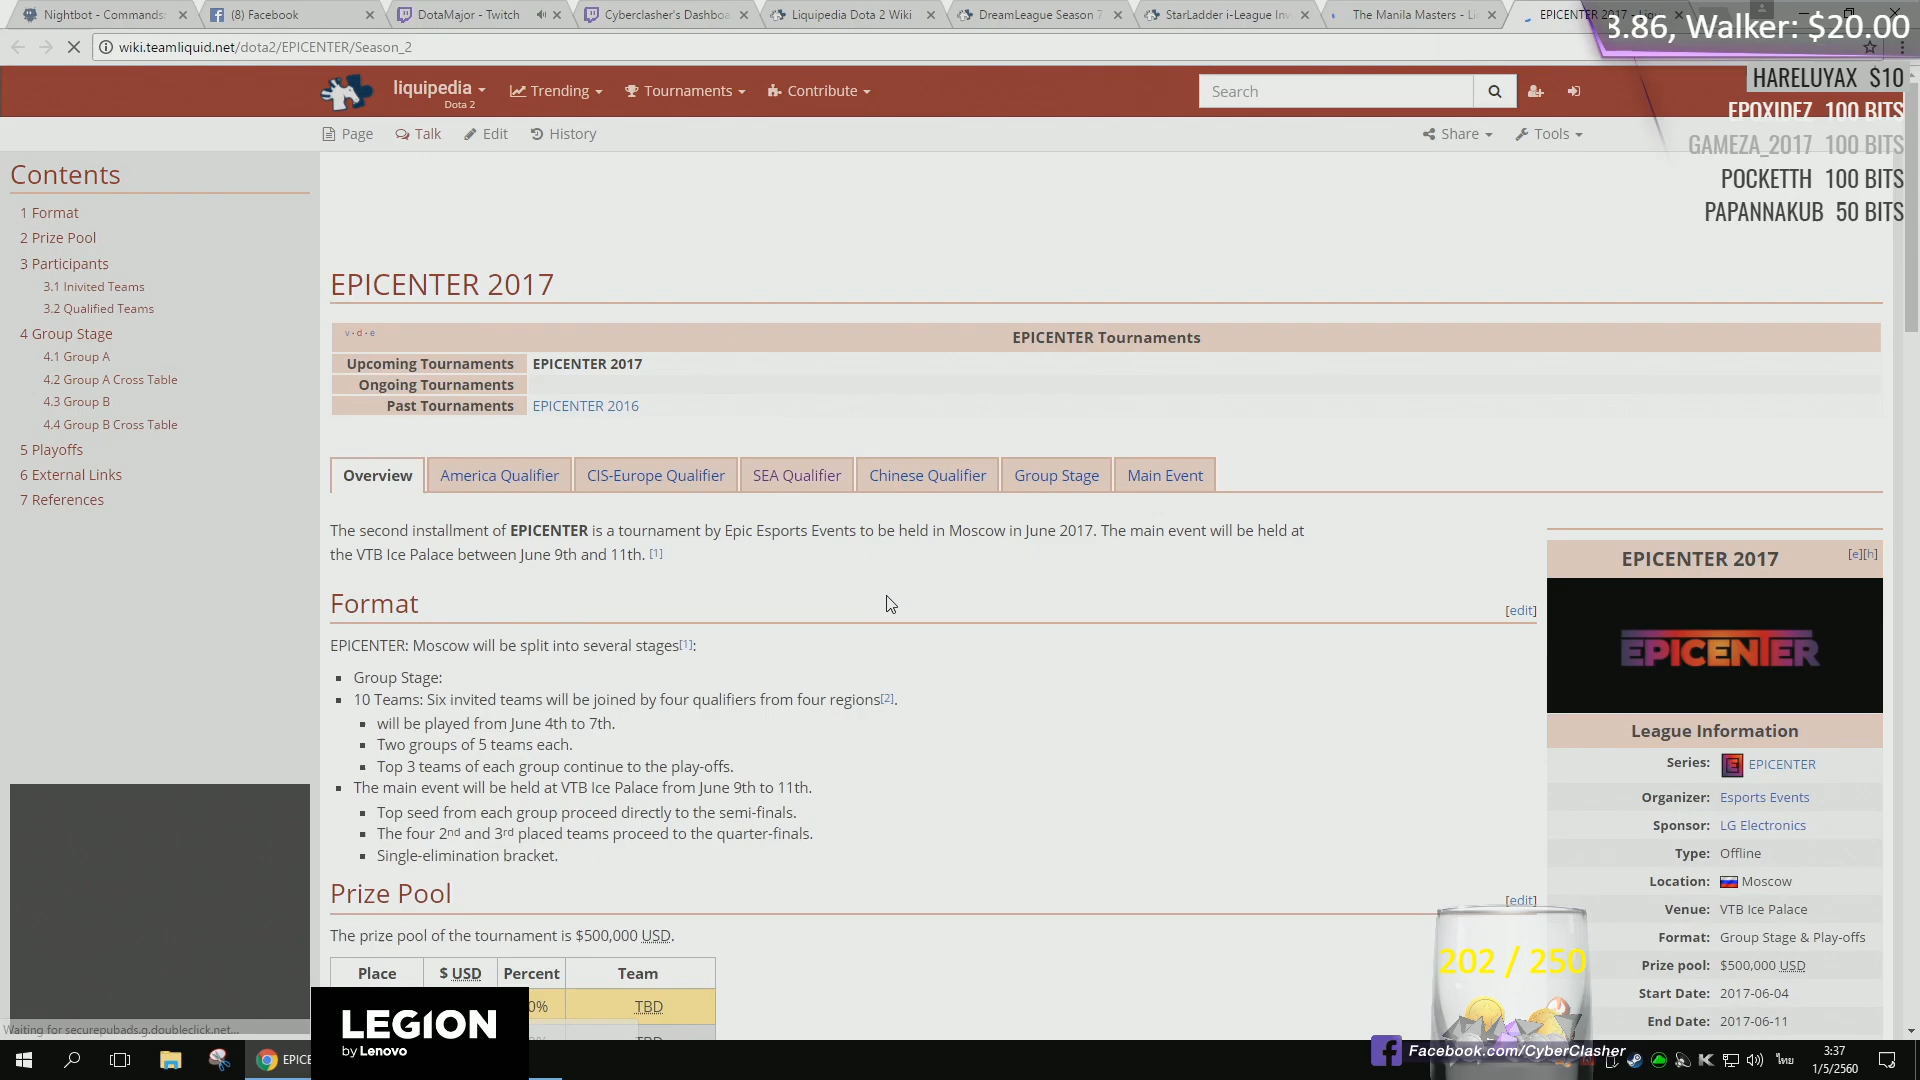 Nightbot - Commands:
(8) Facebook
DotaMajor - Twitch
Cyberclasher's Dashboa
Liquipedia Dota 2 Wiki
DreamLeague Season 7
StarLadder i-League Inv
The Manila Masters - Li
EPICENTER 2017 - Liq
3.86, Walker: $20.00
wiki.teamliquid.net/dota2/EPICENTER/Season_2
HARELUYAX $10
EPOXIDEZ 100 BITS
GAMEZA_2017 100 BITS
POCKETTH 100 BITS
PAPANNAKUB 50 BITS
liquipedia
Dota 2
Trending
Tournaments
Contribute
Search
Page
Talk
Edit
History
Share
Tools
Contents
1 Format
2 Prize Pool
3 Participants
3.1 Inivited Teams
3.2 Qualified Teams
4 Group Stage
4.1 Group A
4.2 Group A Cross Table
4.3 Group B
4.4 Group B Cross Table
5 Playoffs
6 External Links
7 References
EPICENTER 2017
v · d · e
EPICENTER Tournaments
Upcoming Tournaments EPICENTER 2017
Ongoing Tournaments
Past Tournaments EPICENTER 2016
Overview America Qualifier CIS-Europe Qualifier SEA Qualifier Chinese Qualifier Group Stage Main Event
The second installment of EPICENTER is a tournament by Epic Esports Events to be held in Moscow in June 2017. The main event will be held at
the VTB Ice Palace between June 9th and 11th. [1]
Format
[edit]
EPICENTER: Moscow will be split into several stages[1]:
Group Stage:
10 Teams: Six invited teams will be joined by four qualifiers from four regions[2].
will be played from June 4th to 7th.
Two groups of 5 teams each.
Top 3 teams of each group continue to the play-offs.
The main event will be held at VTB Ice Palace from June 9th to 11th.
Top seed from each group proceed directly to the semi-finals.
The four 2nd and 3rd placed teams proceed to the quarter-finals.
Single-elimination bracket.
Prize Pool
[edit]
The prize pool of the tournament is $500,000 USD.
Place $ USD Percent Team
0% TBD
TBD
EPICENTER 2017
[e][h]
EPICENTER
League Information
Series: EPICENTER
Organizer: Esports Events
Sponsor: LG Electronics
Type: Offline
Location: Moscow
Venue: VTB Ice Palace
Format: Group Stage & Play-offs
Prize pool: $500,000 USD
Start Date: 2017-06-04
End Date: 2017-06-11
202 / 250
Waiting for securepubads.g.doubleclick.net...
LEGION
by Lenovo
EPICE
Facebook.com/CyberClasher
ไทย
3:37
1/5/2560